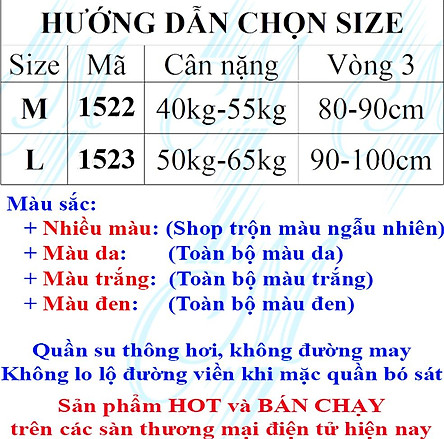 HƯỚNG DẪN CHỌN SIZE
Size Mã Cân nặng Vòng 3
M 1522 40kg-55kg 80-90cm
L 1523 50kg-65kg 90-100cm
Màu sắc:
+ Nhiều màu: (Shop trộn màu ngẫu nhiên)
+ Màu da: (Toàn bộ màu da)
+ Màu trắng: (Toàn bộ màu trắng)
+ Màu đen: (Toàn bộ màu đen)
Quần su thông hơi, không đường may
Không lo lộ đường viền khi mặc quần bó sát
Sản phẩm HOT và BÁN CHẠY
trên các sàn thương mại điện tử hiện nay